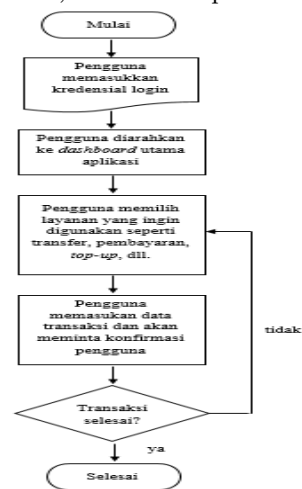 Mulai
Pengguna
memasukkan
kredensial login
Pengguna diarahkan
ke dashboard utama
aplikasi
Pengguna memilih
layanan yang ingin
digunakan seperti
transfer, pembayaran,
top-up, dll.
Pengguna
memasukan data
transaksi dan akan
meminta konfirmasi
pengguna
tidak
Transaksi
selesai?
ya
Selesai